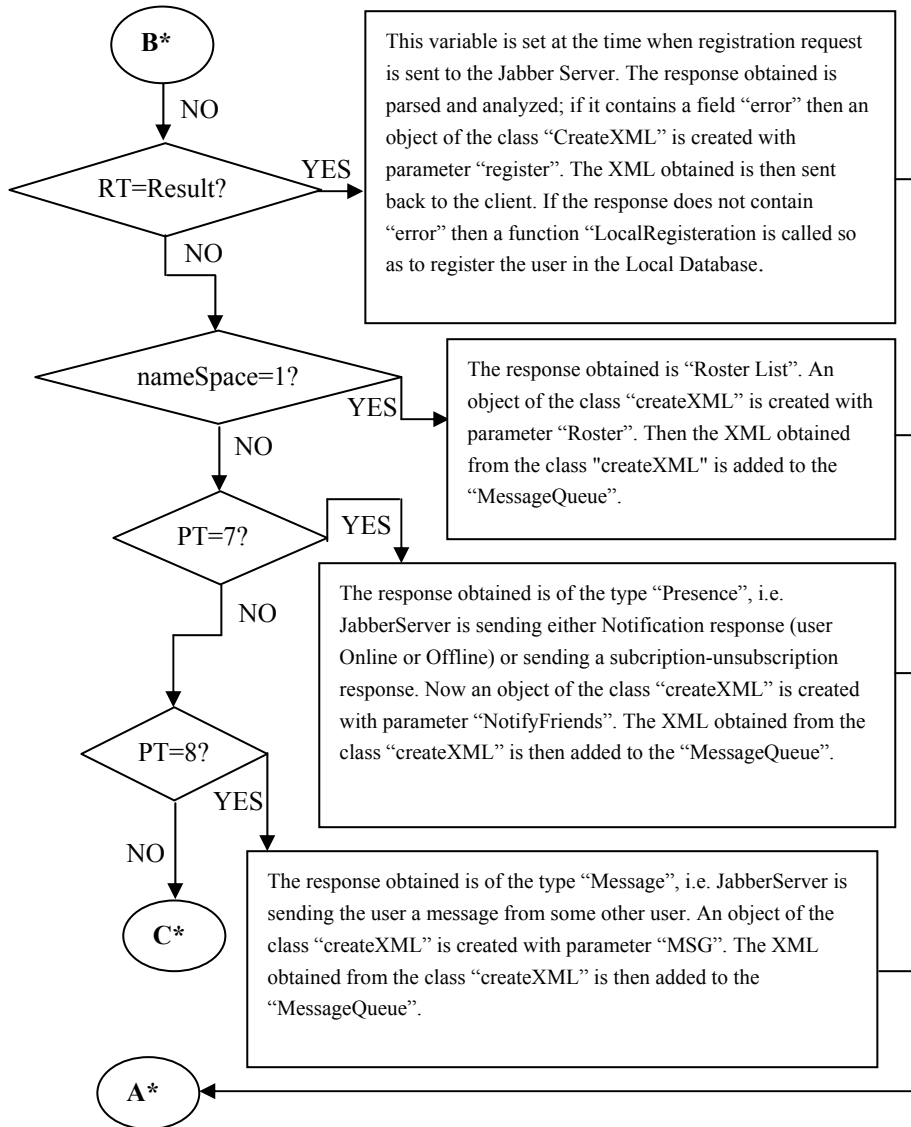 B*
NO
RT=Result?
YES
This variable is set at the time when registration request
is sent to the Jabber Server. The response obtained is
parsed and analyzed; if it contains a field “error” then an
object of the class “CreateXML” is created with
parameter “register”. The XML obtained is then sent
back to the client. If the response does not contain
“error” then a function “LocalRegisteration is called so
as to register the user in the Local Database.
NO
nameSpace=1?
YES
The response obtained is “Roster List”. An
object of the class “createXML” is created with
parameter “Roster”. Then the XML obtained
from the class "createXML" is added to the
“MessageQueue”.
NO
PT=7?
YES
The response obtained is of the type “Presence”, i.e.
JabberServer is sending either Notification response (user
Online or Offline) or sending a subcription-unsubscription
response. Now an object of the class “createXML” is created
with parameter “NotifyFriends”. The XML obtained from the
class “createXML” is then added to the “MessageQueue”.
NO
PT=8?
YES
The response obtained is of the type “Message”, i.e. JabberServer is
sending the user a message from some other user. An object of the
class “createXML” is created with parameter “MSG”. The XML
obtained from the class “createXML” is then added to the
“MessageQueue”.
NO
C*
A*